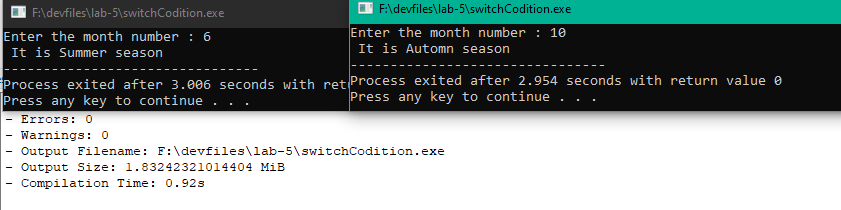 F:\devfiles\lab-5\switchCodition.exe
Enter the month number : 6
It is Summer season
--------------------------------
Process exited after 3.006 seconds with
Press any key to continue . . .
F:\devfiles\lab-5\switchCodition.exe
Enter the month number : 10
It is Automn season
--------------------------------
Process exited after 2.954 seconds with return value 0
Press any key to continue . . .
- Errors: 0
- Warnings: 0
- Output Filename: F:\devfiles\lab-5\switchCodition.exe
- Output Size: 1.83242321014404 MiB
- Compilation Time: 0.92s